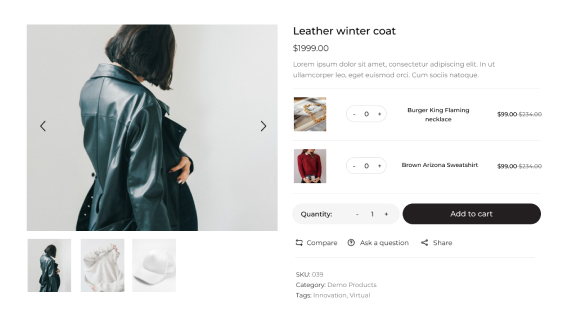 Leather winter coat
$1999.00
Lorem ipsum dolor sit amet, consectetur adipiscing elit. In ut
ullamcorper leo, eget euismod orci. Cum sociis natoque.
- 0 +
Burger King Flaming
necklace
$99.00 $234.00
- 0 +
Brown Arizona Sweatshirt
$99.00 $234.00
Quantity: - 1 +
Add to cart
Compare
Ask a question
Share
SKU: 039
Category: Demo Products
Tags: Innovation, Virtual